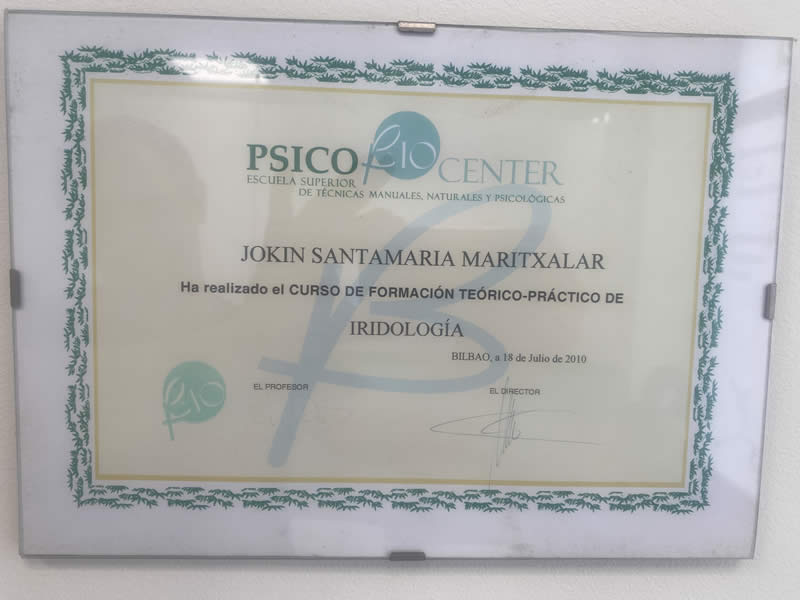 PSICO BIO CENTER
ESCUELA SUPERIOR
DE TÉCNICAS MANUALES, NATURALES Y PSICOLÓGICAS
JOKIN SANTAMARIA MARITXALAR
Ha realizado el CURSO DE FORMACIÓN TEÓRICO-PRÁCTICO DE
IRIDOLOGÍA
BILBAO, a 18 de Julio de 2010
EL PROFESOR
EL DIRECTOR
BIO